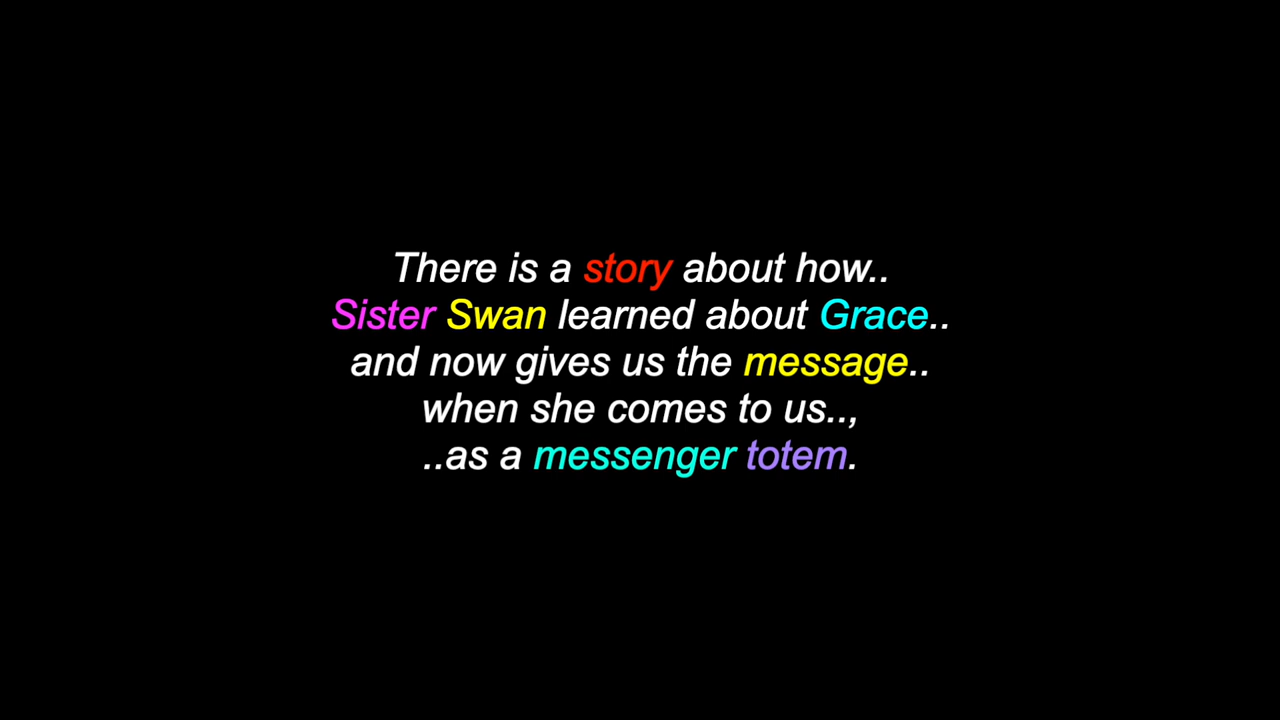 There is a story about how..
Sister Swan learned about Grace..
and now gives us the message..
when she comes to us..,
..as a messenger totem.